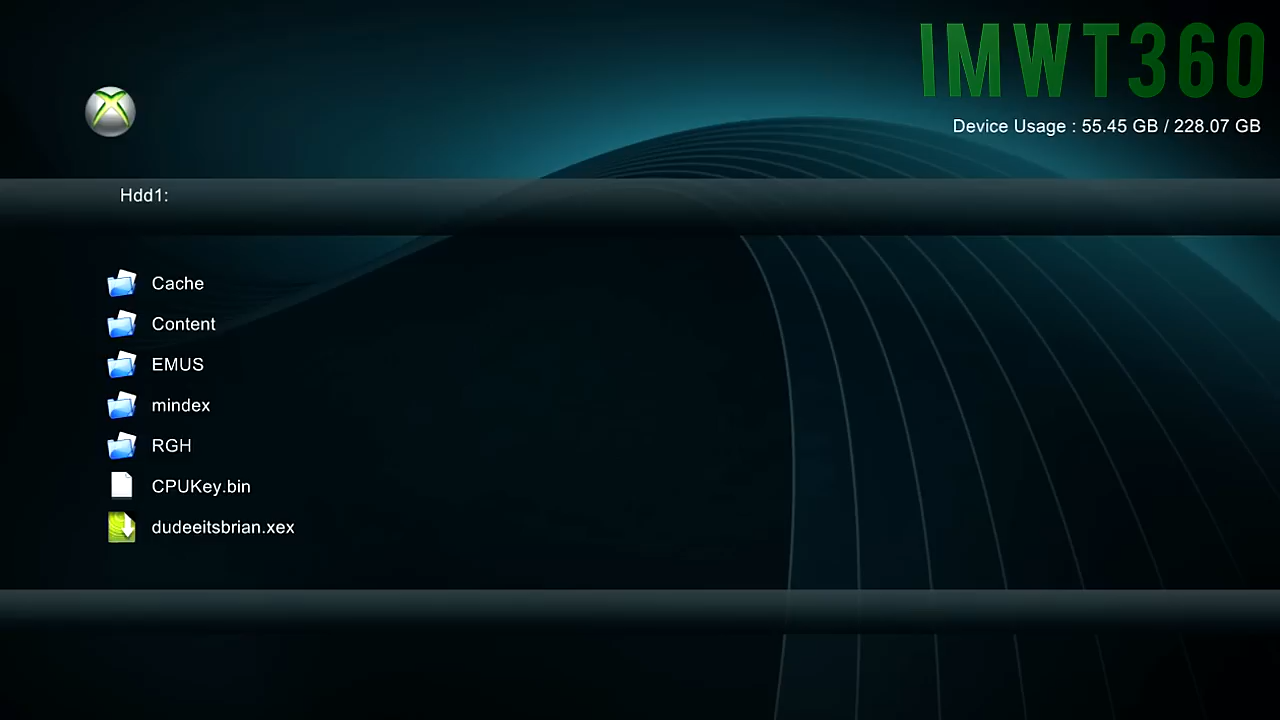 IMWT360
Device Usage : 55.45 GB / 228.07 GB
Hdd1:
Cache
Content
EMUS
mindex
RGH
CPUKey.bin
dudeeitsbrian.xex